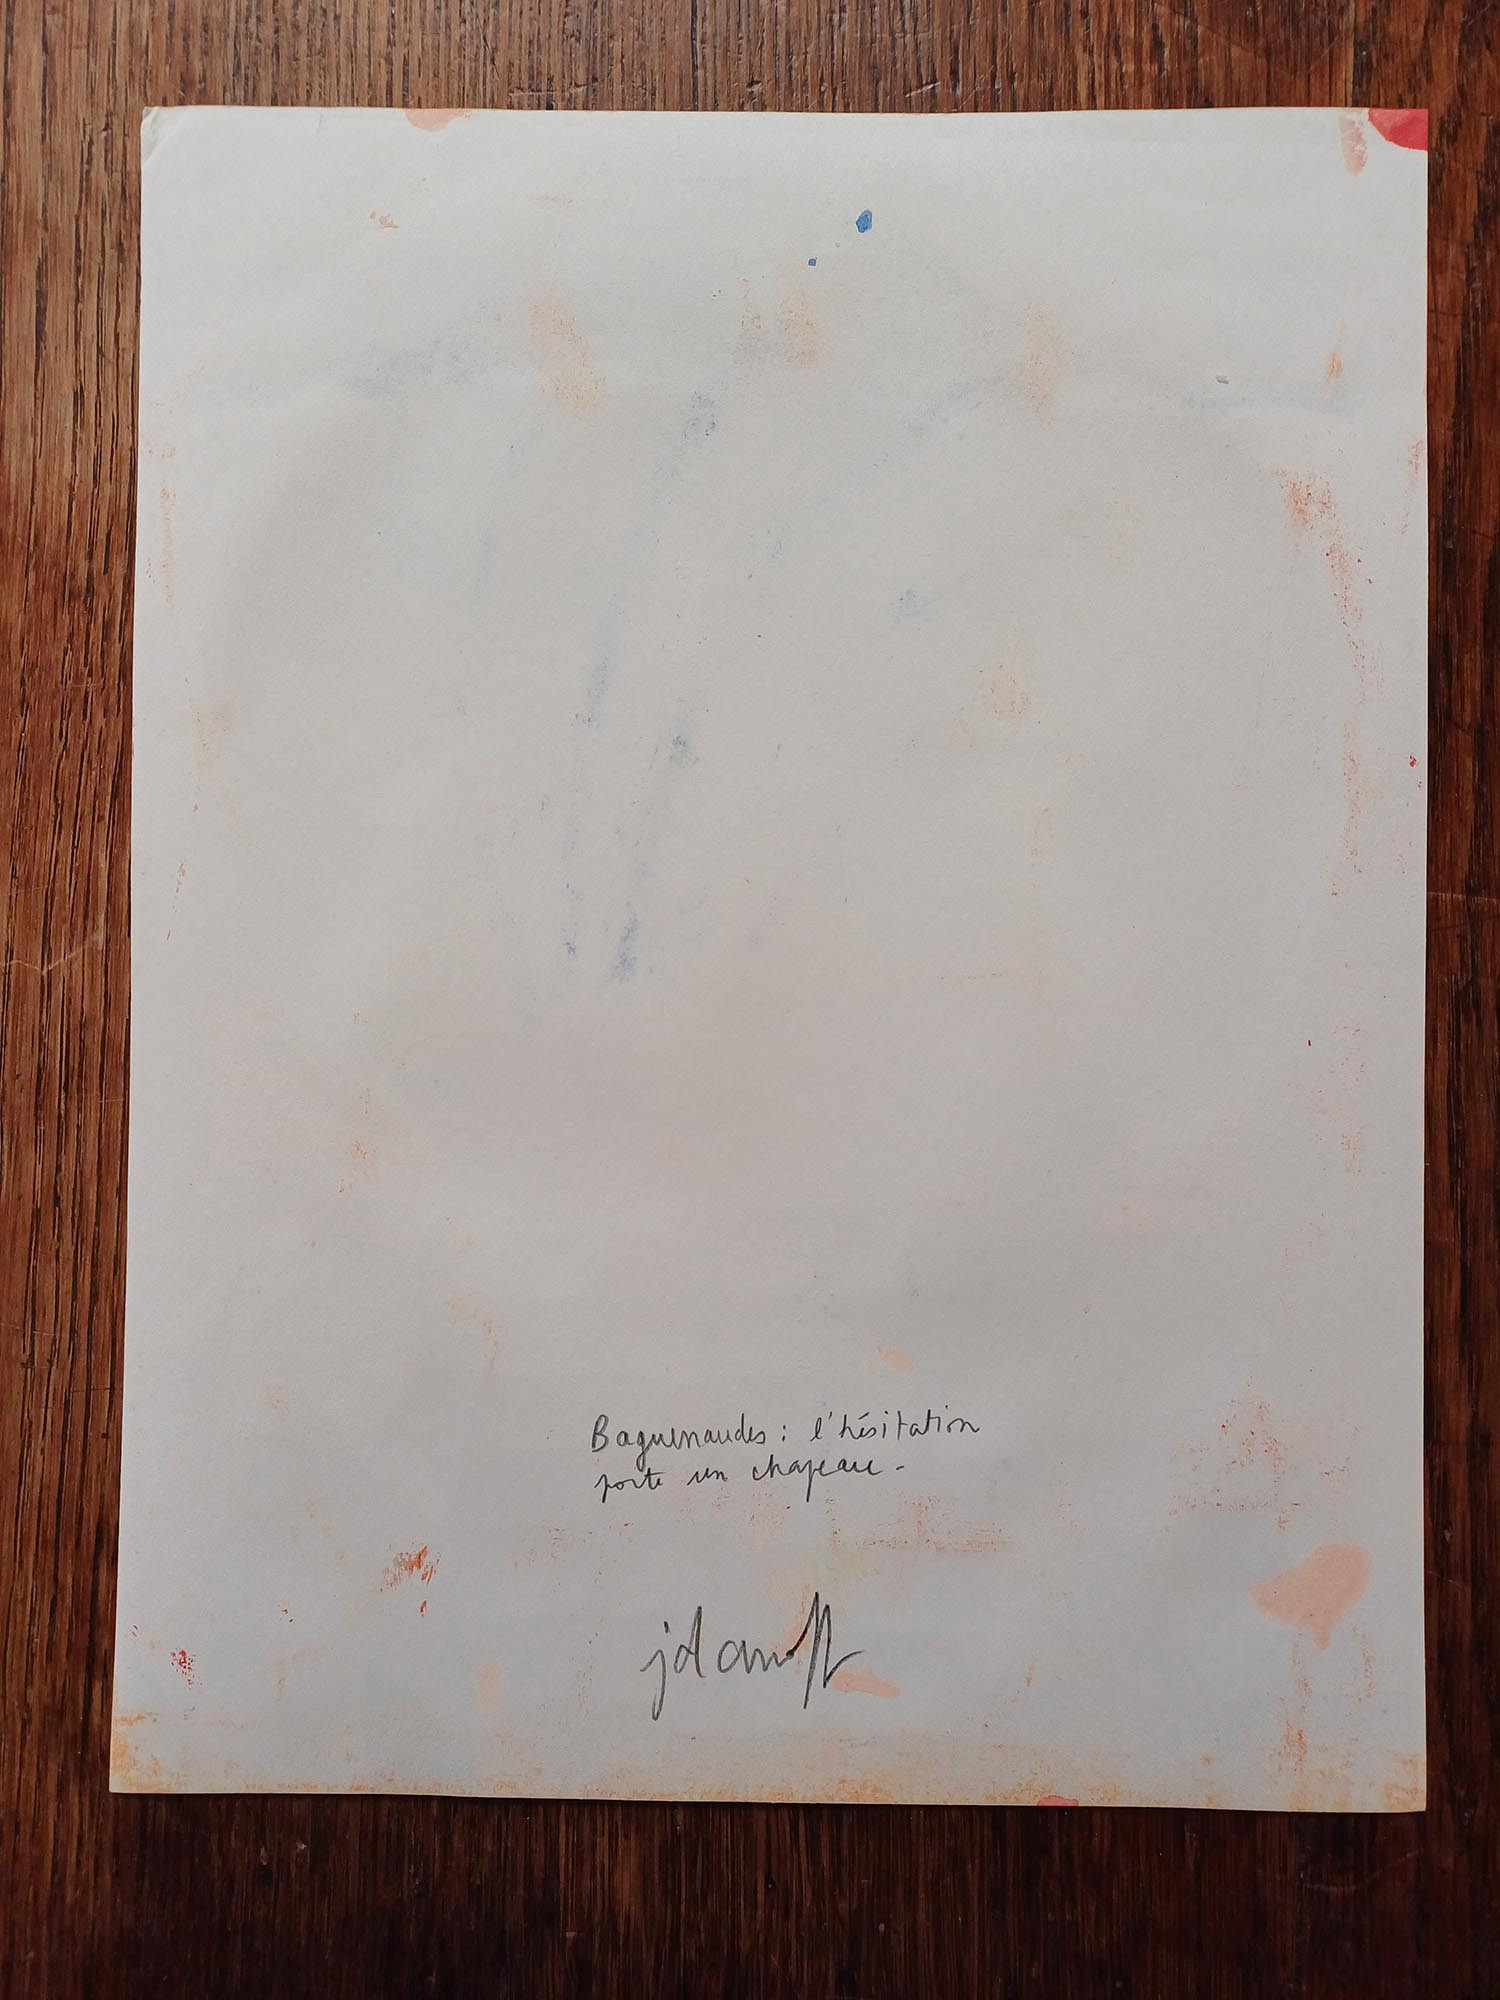 Baguenaudes : l'hésitation
porte un chapeau -